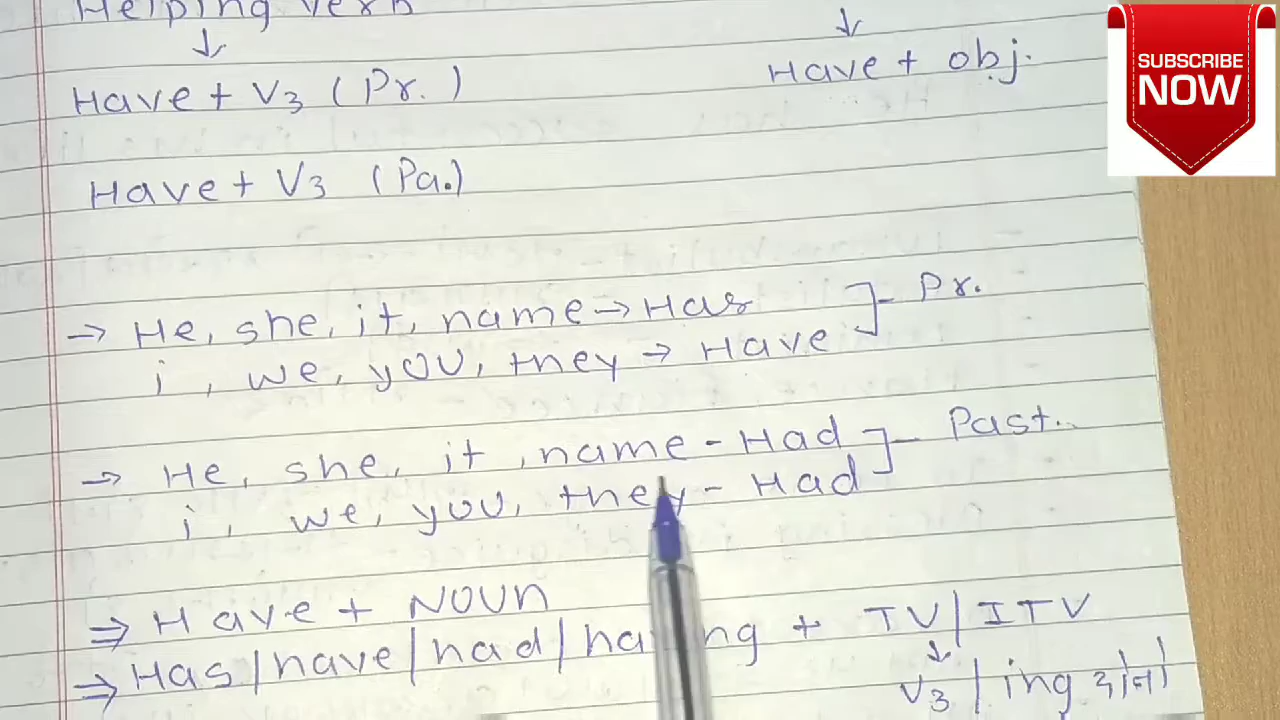 Helping verb
↓ ↓
Have + V3 (Pr.) Have + obj.
Have + V3 (Pa.)
→ He, she, it, name → Has ]- Pr.
i, we, you, they → Have
→ He, she, it, name - Had ]- Past..
i, we, you, they - Had
⇒ Have + NOUN
⇒ Has/have/had/having + TV/ITV
↓
V3/ing
SUBSCRIBE
NOW